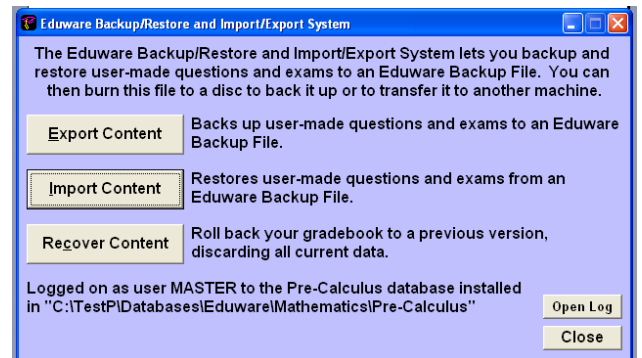 Eduware Backup/Restore and Import/Export System
The Eduware Backup/Restore and Import/Export System lets you backup and
restore user-made questions and exams to an Eduware Backup File. You can
then burn this file to a disc to back it up or to transfer it to another machine.
Export Content
Backs up user-made questions and exams to an Eduware
Backup File.
Import Content
Restores user-made questions and exams from an
Eduware Backup File.
Recover Content
Roll back your gradebook to a previous version,
discarding all current data.
Logged on as user MASTER to the Pre-Calculus database installed
in "C:\TestP\Databases\Eduware\Mathematics\Pre-Calculus"
Open Log
Close